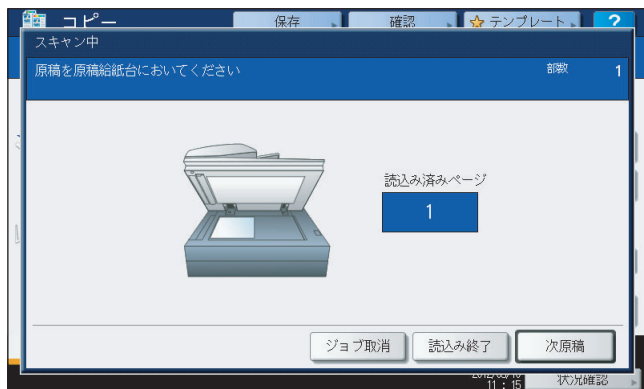 コピー 保存 確認 テンプレート ?
スキャン中
原稿を原稿給紙台においてください 部数 1
読込み済みページ
1
ジョブ取消 読込み終了 次原稿
11 : 15 状況確認